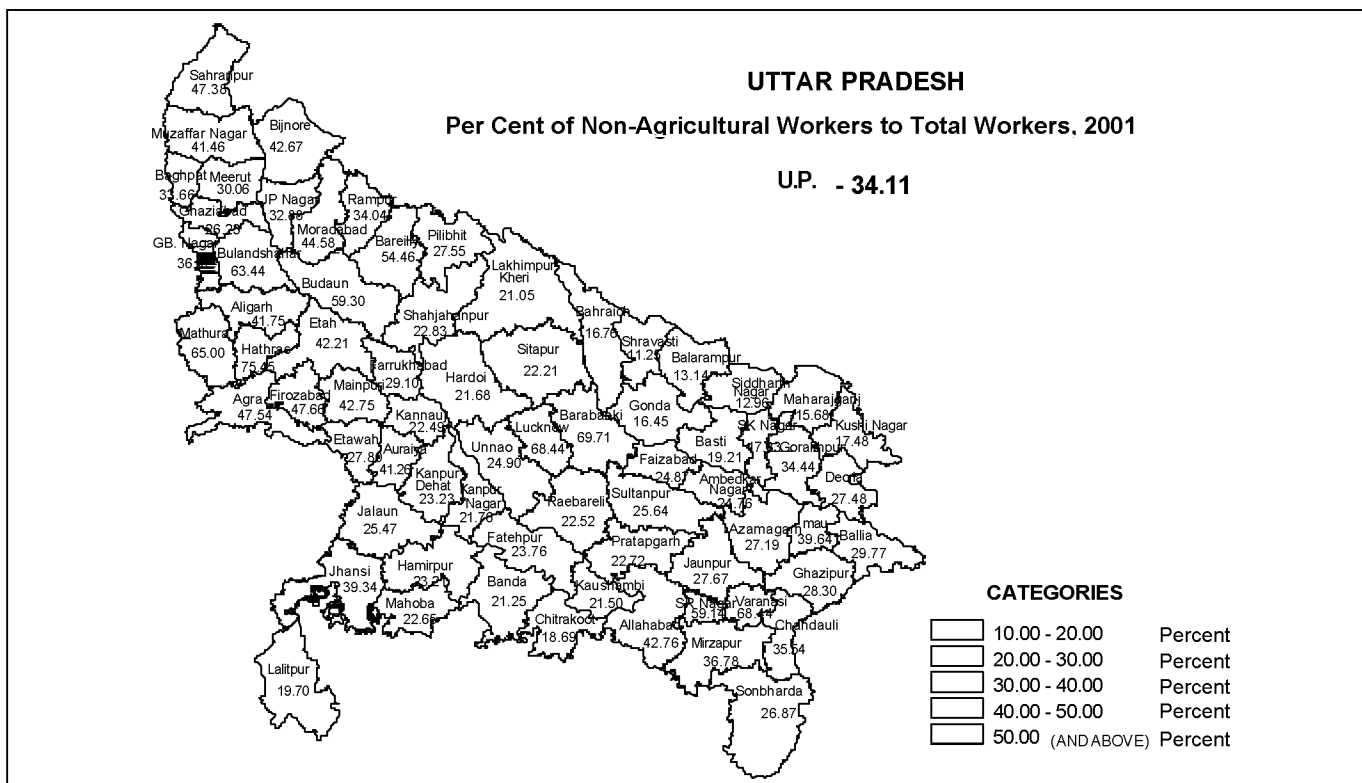 UTTAR PRADESH
Per Cent of Non-Agricultural Workers to Total Workers, 2001
U.P. - 34.11
Sahranpur
47.38
Muzaffar Nagar
41.46
Bijnore
42.67
Baghpat
Meerut
30.06
Ghaziabad
JP Nagar
32.88
Rampur
34.04
Moradabad
44.58
Bareilly
54.46
Pilibhit
27.55
GB. Nagar
Bulandshahar
63.44
Budaun
59.30
Lakhimpur
Kheri
21.05
Shahjahanpur
22.83
Aligarh
41.75
Mathura
65.00
Hathras
75.45
Etah
42.21
Farrukhabad
29.10
Hardoi
21.68
Sitapur
22.21
Bahraich
16.76
Shravasti
11.25
Balarampur
13.14
Siddharth
Nagar
12.96
Maharajganj
15.68
Kushi Nagar
17.48
Agra
47.54
Firozabad
47.66
Mainpuri
42.75
Kannauj
22.49
Lucknow
68.44
Barabanki
69.71
Gonda
16.45
Basti
19.21
SK Nagar
Gorakhpur
34.44
Deoria
27.48
Etawah
27.80
Auraiya
41.26
Kanpur
Dehat
23.23
Unnao
24.90
Kanpur
Nagar
21.76
Raebareli
22.52
Faizabad
24.87
Sultanpur
25.64
Ambedkar
Nagar
24.76
Azamagarh
27.19
mau
39.64
Ballia
29.77
Jalaun
25.47
Fatehpur
23.76
Pratapgarh
22.72
Jaunpur
27.67
Ghazipur
28.30
Jhansi
39.34
Hamirpur
Mahoba
22.65
Banda
21.25
Chitrakoot
18.69
Kaushambi
21.50
Allahabad
42.76
SR Nagar
59.14
Varanasi
Chandauli
35.54
Mirzapur
36.78
Sonbharda
26.87
Lalitpur
19.70
CATEGORIES
10.00 - 20.00 Percent
20.00 - 30.00 Percent
30.00 - 40.00 Percent
40.00 - 50.00 Percent
50.00 (AND ABOVE) Percent